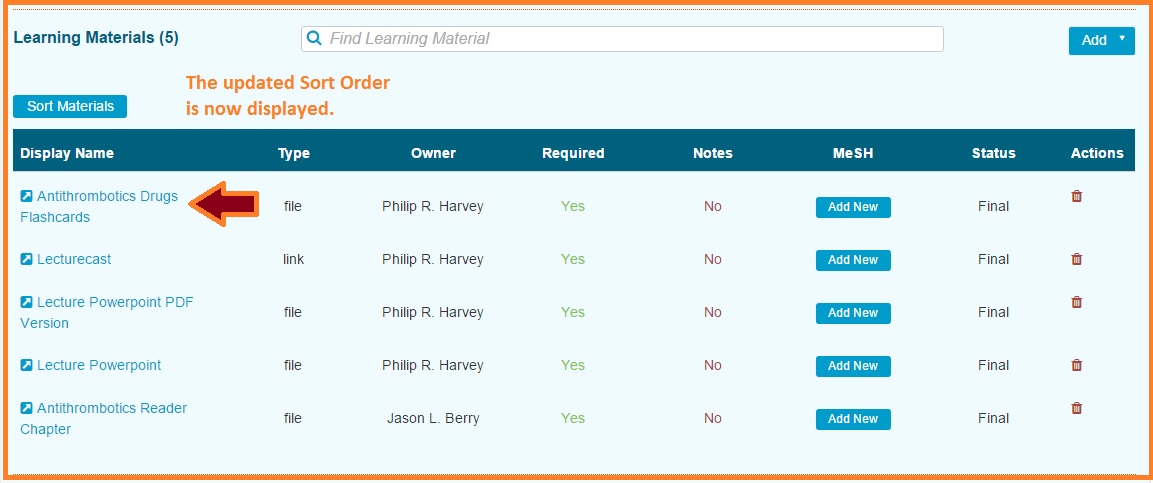 Learning Materials (5)
Find Learning Material
Add
The updated Sort Order
is now displayed.
Sort Materials
Display Name Type Owner Required Notes MeSH Status Actions
Antithrombotics Drugs
Flashcards
file Philip R. Harvey Yes No Add New Final
Lecturecast link Philip R. Harvey Yes No Add New Final
Lecture Powerpoint PDF
Version
file Philip R. Harvey Yes No Add New Final
Lecture Powerpoint file Philip R. Harvey Yes No Add New Final
Antithrombotics Reader
Chapter
file Jason L. Berry Yes No Add New Final